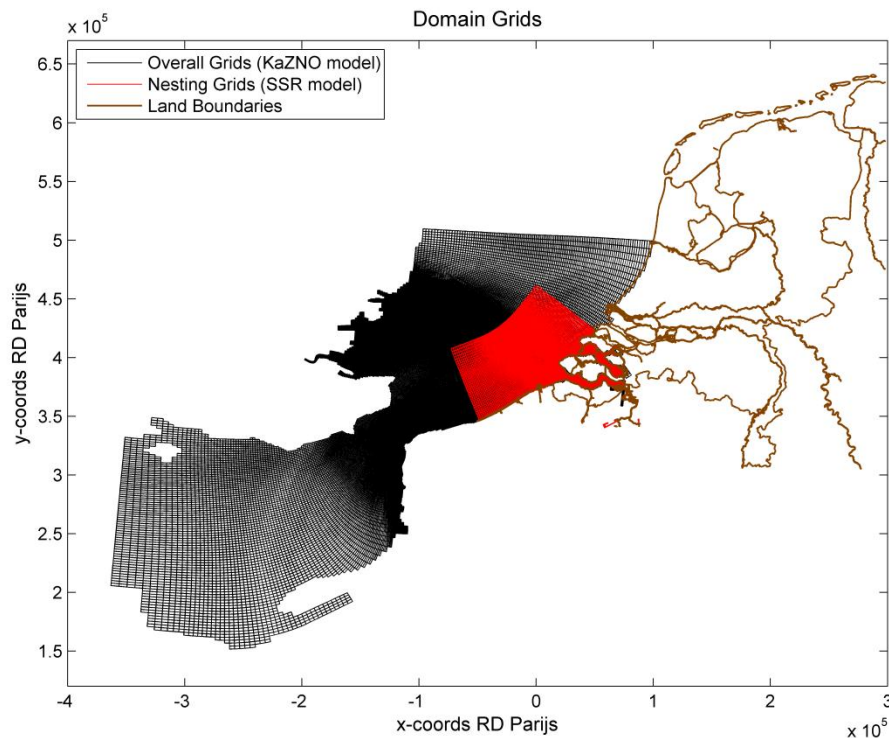 Domain Grids
x 10^5
Overall Grids (KaZNO model)
Nesting Grids (SSR model)
Land Boundaries
6.5
6
5.5
5
4.5
4
3.5
3
2.5
2
1.5
y-coords RD Parijs
-4 -3 -2 -1 0 1 2 3
x-coords RD Parijs
x 10^5